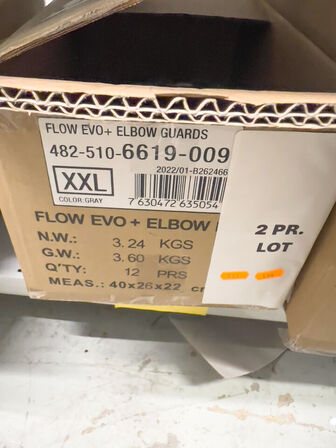 FLOW EVO+ ELBOW GUARDS
482-510-6619-009
2022/01-B262466
XXL
COLOR:GRAY
7 630472 635054
FLOW EVO + ELBOW
2 PR.
LOT
N.W.: 3.24 KGS
G.W.: 3.60 KGS
Q'TY: 12 PRS
MEAS.: 40x26x22 cm